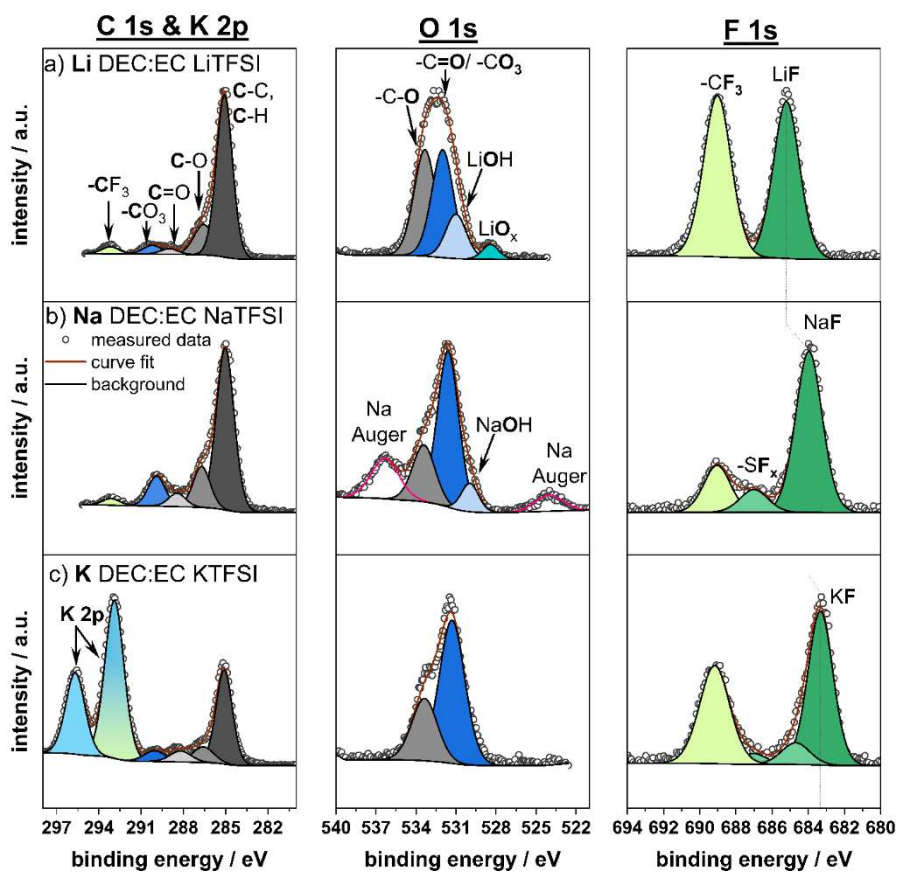 C 1s & K 2p
O 1s
F 1s
a) Li DEC:EC LiTFSI
C-C,
C-H
C-O
-CF₃
C=O
-CO₃
intensity / a.u.
-C=O/ -CO₃
-C-O
LiOH
LiOₓ
-CF₃
LiF
b) Na DEC:EC NaTFSI
measured data
curve fit
background
intensity / a.u.
Na
Auger
NaOH
Na
Auger
NaF
-SFₓ
c) K DEC:EC KTFSI
K 2p
intensity / a.u.
KF
297 294 291 288 285 282
540 537 534 531 528 525 522
694 692 690 688 686 684 682 680
binding energy / eV
binding energy / eV
binding energy / eV